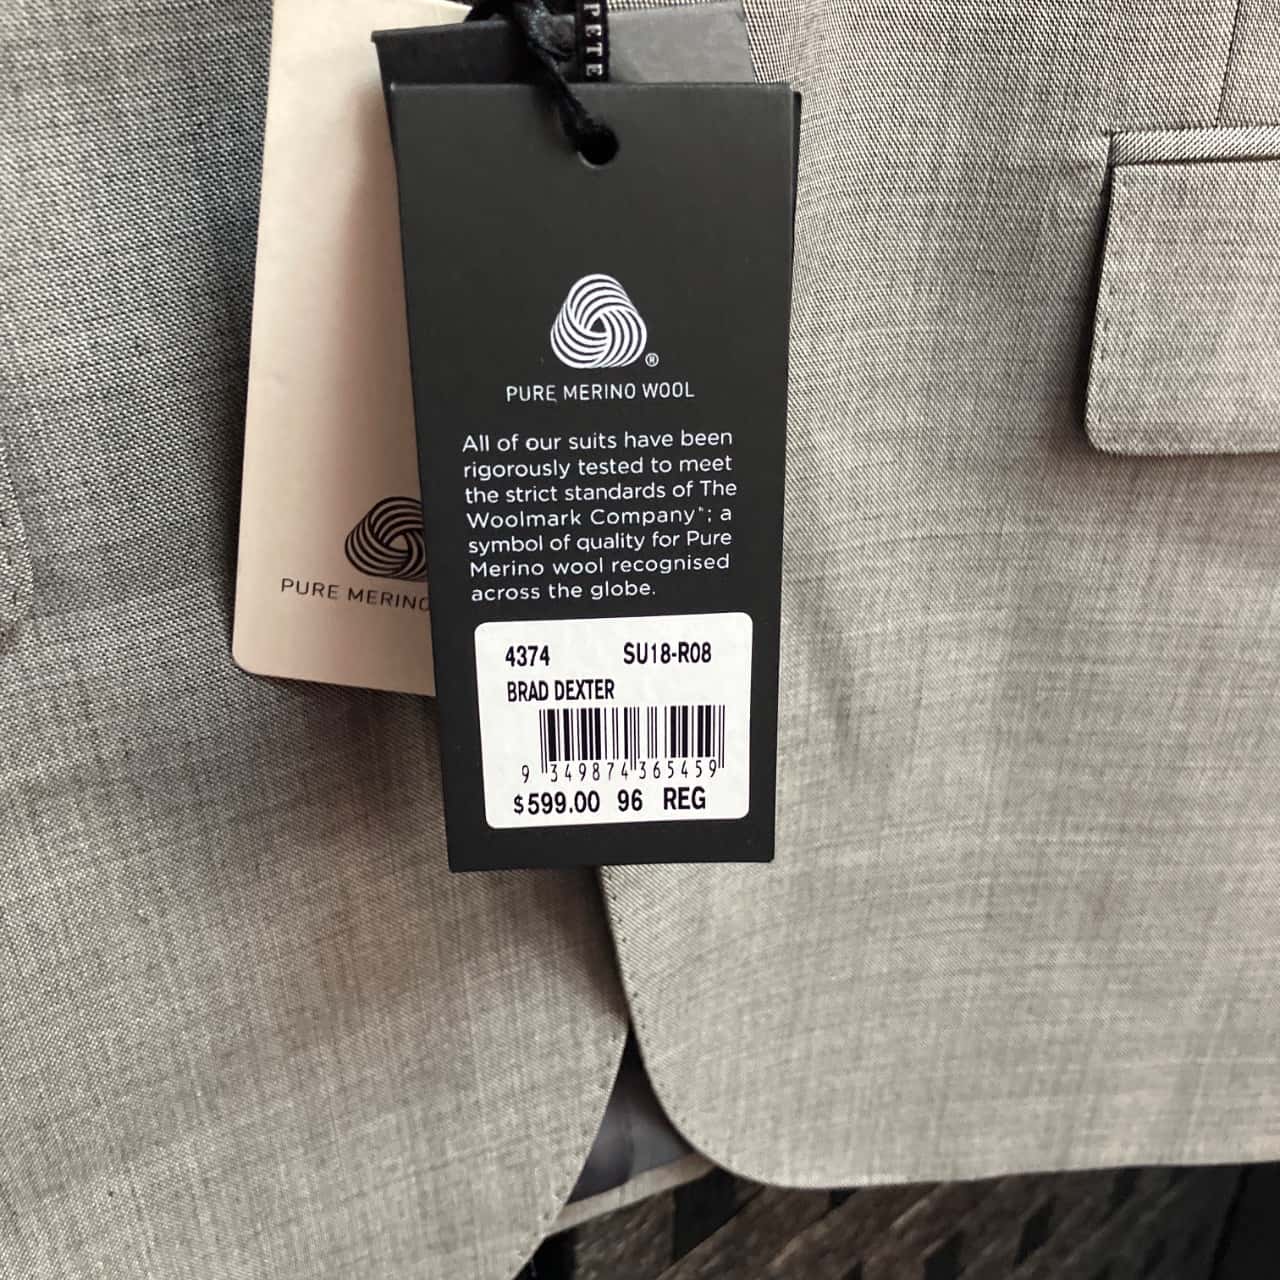 PETE
®
PURE MERINO WOOL
All of our suits have been
rigorously tested to meet
the strict standards of The
Woolmark Company*; a
symbol of quality for Pure
Merino wool recognised
across the globe.
PURE MERINO
4374 SU18-R08
BRAD DEXTER
9 349874 365459
$599.00 96 REG